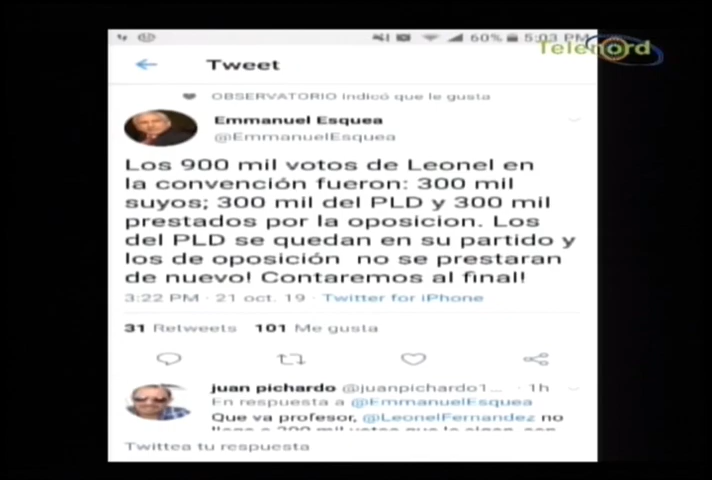 60% 5:03 PM
Telenord
Tweet
OBSERVATORIO indicó que le gusta
Emmanuel Esquea
@EmmanuelEsquea
Los 900 mil votos de Leonel en
la convención fueron: 300 mil
suyos; 300 mil del PLD y 300 mil
prestados por la oposicion. Los
del PLD se quedan en su partido y
los de oposición no se prestaran
de nuevo! Contaremos al final!
3:22 PM · 21 oct. 19 · Twitter for iPhone
31 Retweets 101 Me gusta
juan pichardo @juanpichardo1... · 1h
En respuesta a @EmmanuelEsquea
Que va profesor, @LeonelFernandez no
Twittea tu respuesta